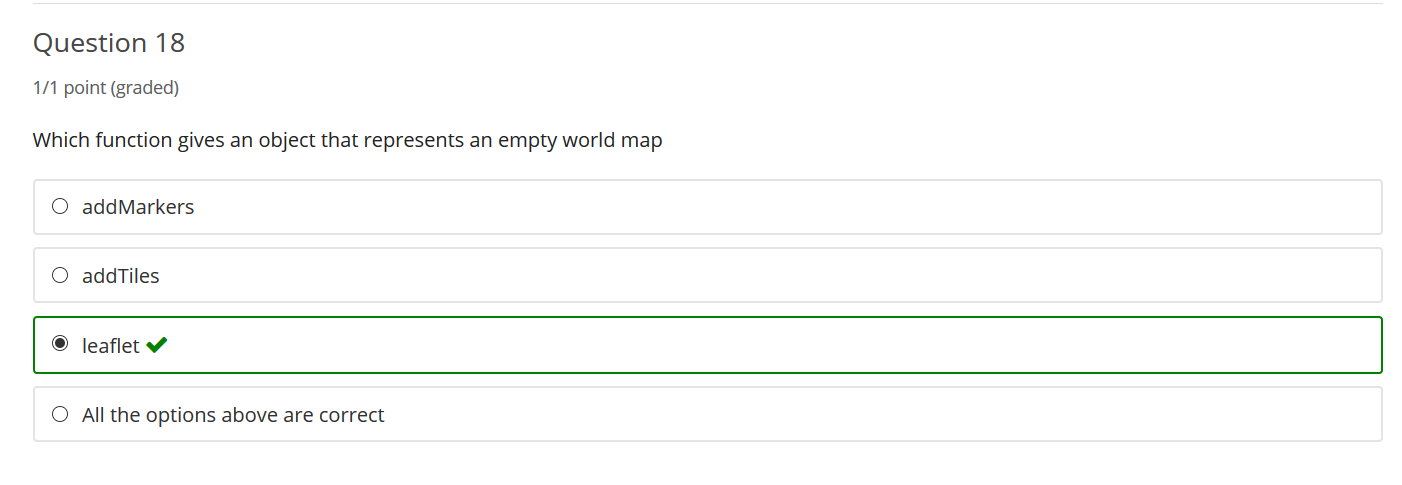 Question 18
1/1 point (graded)
Which function gives an object that represents an empty world map
addMarkers
addTiles
leaflet
All the options above are correct